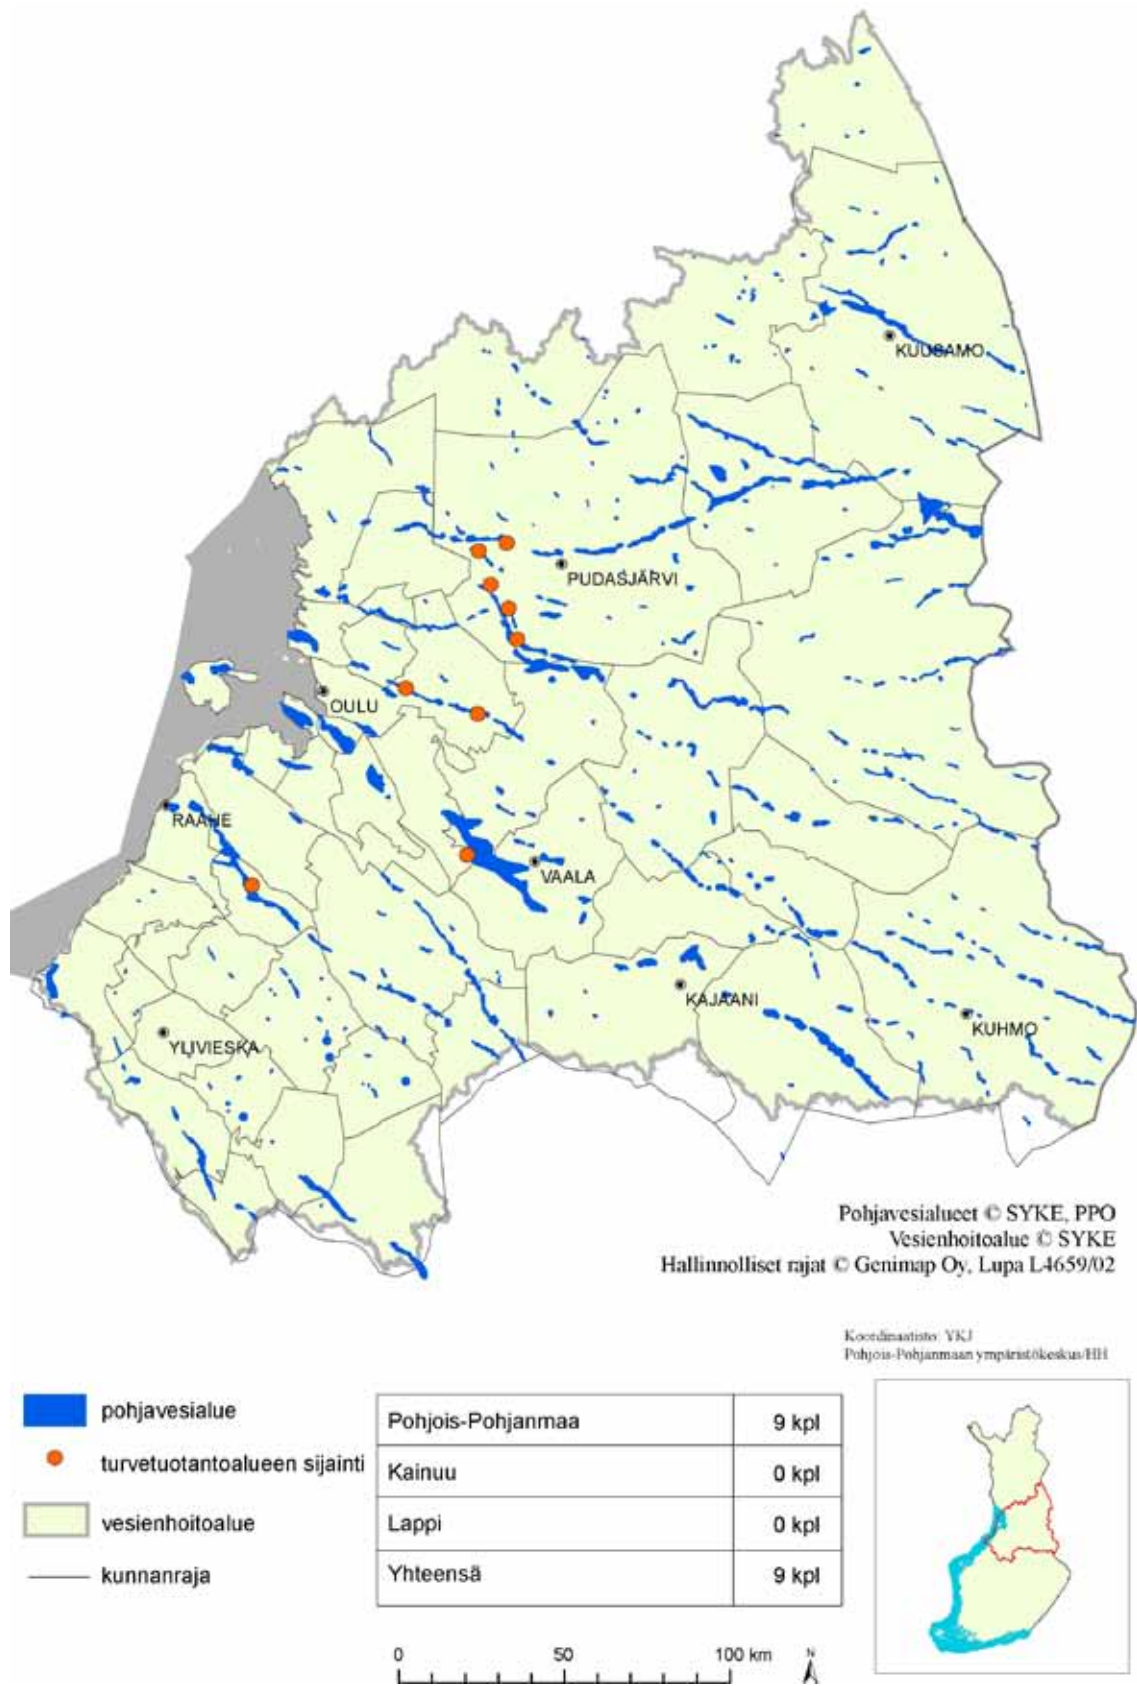 KUUSAMO
PUDASJÄRVI
OULU
RAAHE
VAALA
KAJAANI
KUHMO
YLIVIESKA
Pohjavesialueet © SYKE, PPO
Vesienhoitoalue © SYKE
Hallinnolliset rajat © Genimap Oy, Lupa L4659/02
Koordinaatisto: YKJ
Pohjois-Pohjanmaan ympäristökeskus/HH
pohjavesialue
turvetuotantoalueen sijainti
vesienhoitoalue
kunnanraja
Pohjois-Pohjanmaa 9 kpl
Kainuu 0 kpl
Lappi 0 kpl
Yhteensä 9 kpl
0 50 100 km
N